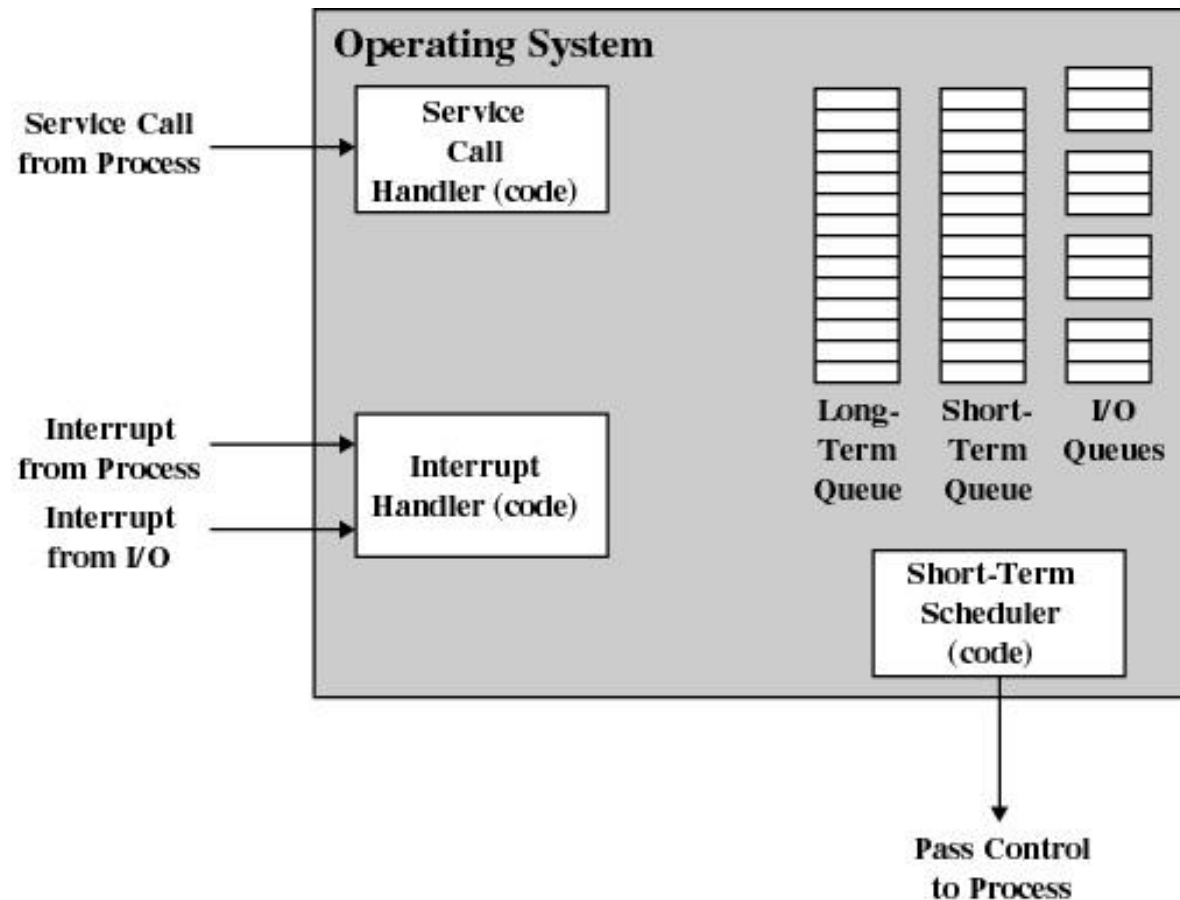 Operating System
Service Call
from Process
Service
Call
Handler (code)
Interrupt
from Process
Interrupt
from I/O
Interrupt
Handler (code)
Long-
Term
Queue
Short-
Term
Queue
I/O
Queues
Short-Term
Scheduler
(code)
Pass Control
to Process